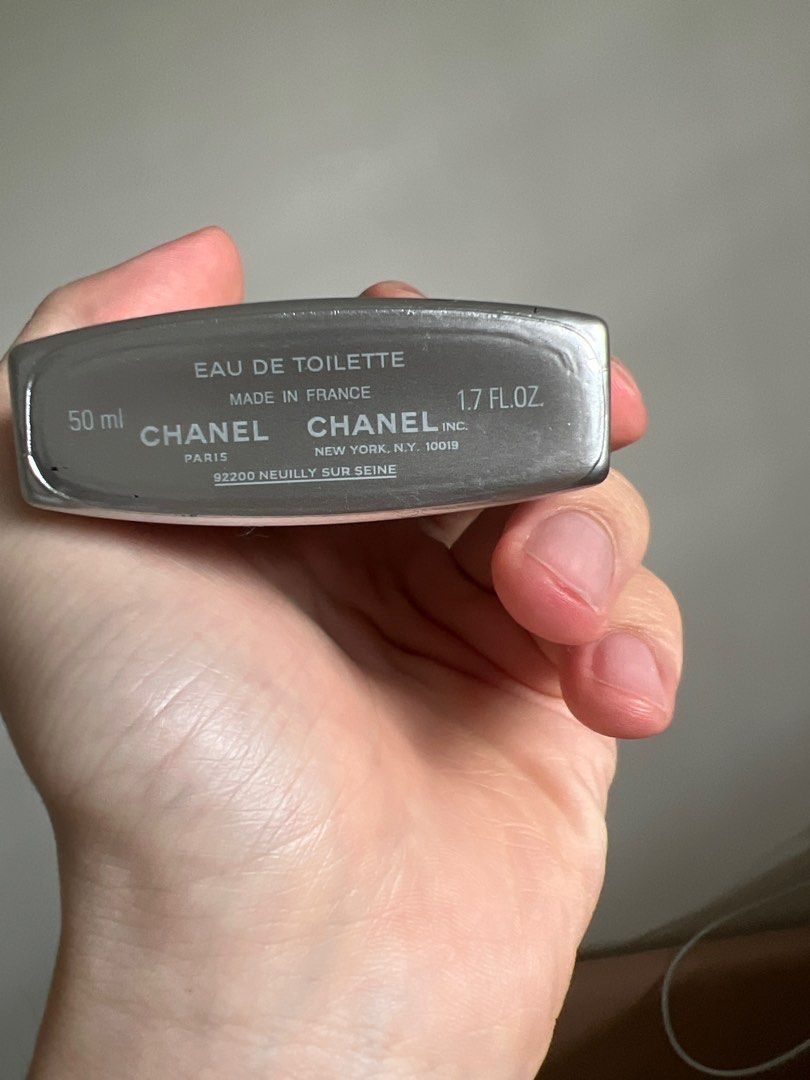 EAU DE TOILETTE
MADE IN FRANCE
50 ml
1.7 FL.OZ.
CHANEL
PARIS
CHANEL INC.
NEW YORK, N.Y. 10019
92200 NEUILLY SUR SEINE